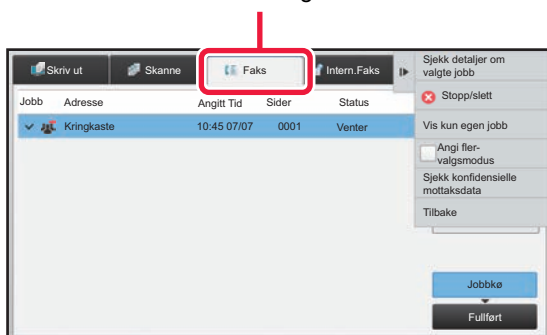 Skriv ut Skanne Faks Intern.Faks
Jobb Adresse Angitt Tid Sider Status
Kringkaste 10:45 07/07 0001 Venter
Sjekk detaljer om
valgte jobb
Stopp/slett
Vis kun egen jobb
Angi fler-
valgsmodus
Sjekk konfidensielle
mottaksdata
Tilbake
Jobbkø
Fullført